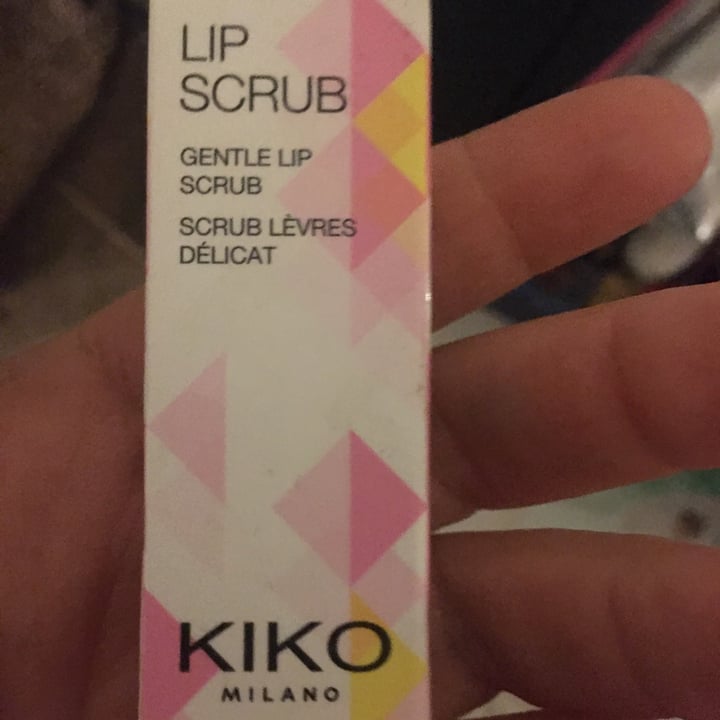 LIP
SCRUB
GENTLE LIP
SCRUB
SCRUB LÈVRES
DÉLICAT
KIKO
MILANO